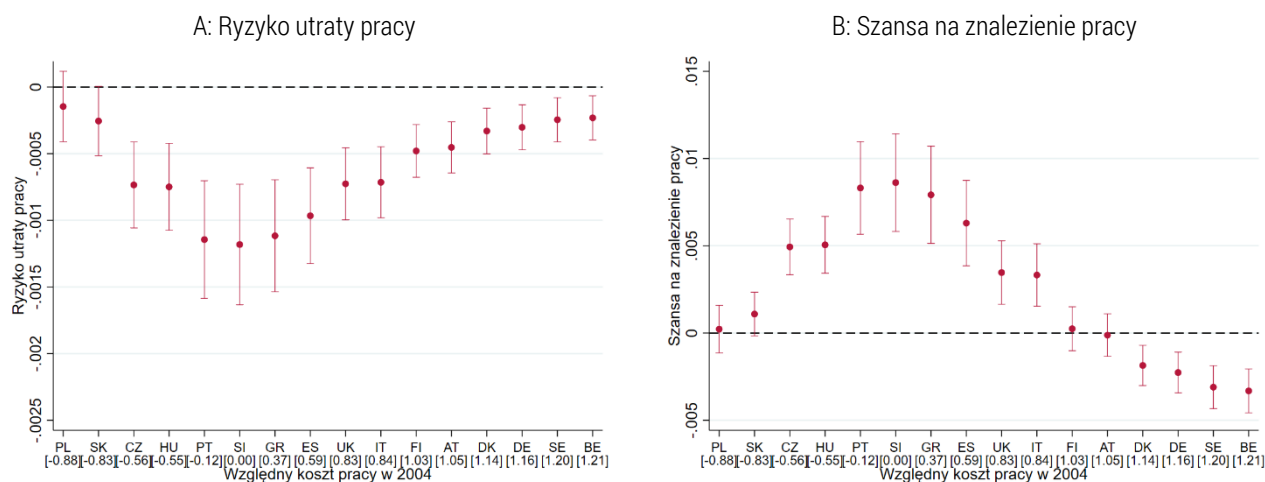 A: Ryzyko utraty pracy
Ryzyko utraty pracy
0
-.0005
-.001
-.0015
-.002
-.0025
PL SK CZ HU PT SI GR ES UK IT FI AT DK DE SE BE
[-0.88] [-0.83] [-0.56] [-0.55] [-0.12] [0.00] [0.37] [0.59] [0.83] [0.84] [1.03] [1.05] [1.14] [1.16] [1.20] [1.21]
Względny koszt pracy w 2004
B: Szansa na znalezienie pracy
Szansa na znalezienie pracy
.015
.01
.005
0
-.005
PL SK CZ HU PT SI GR ES UK IT FI AT DK DE SE BE
[-0.88] [-0.83] [-0.56] [-0.55] [-0.12] [0.00] [0.37] [0.59] [0.83] [0.84] [1.03] [1.05] [1.14] [1.16] [1.20] [1.21]
Względny koszt pracy w 2004